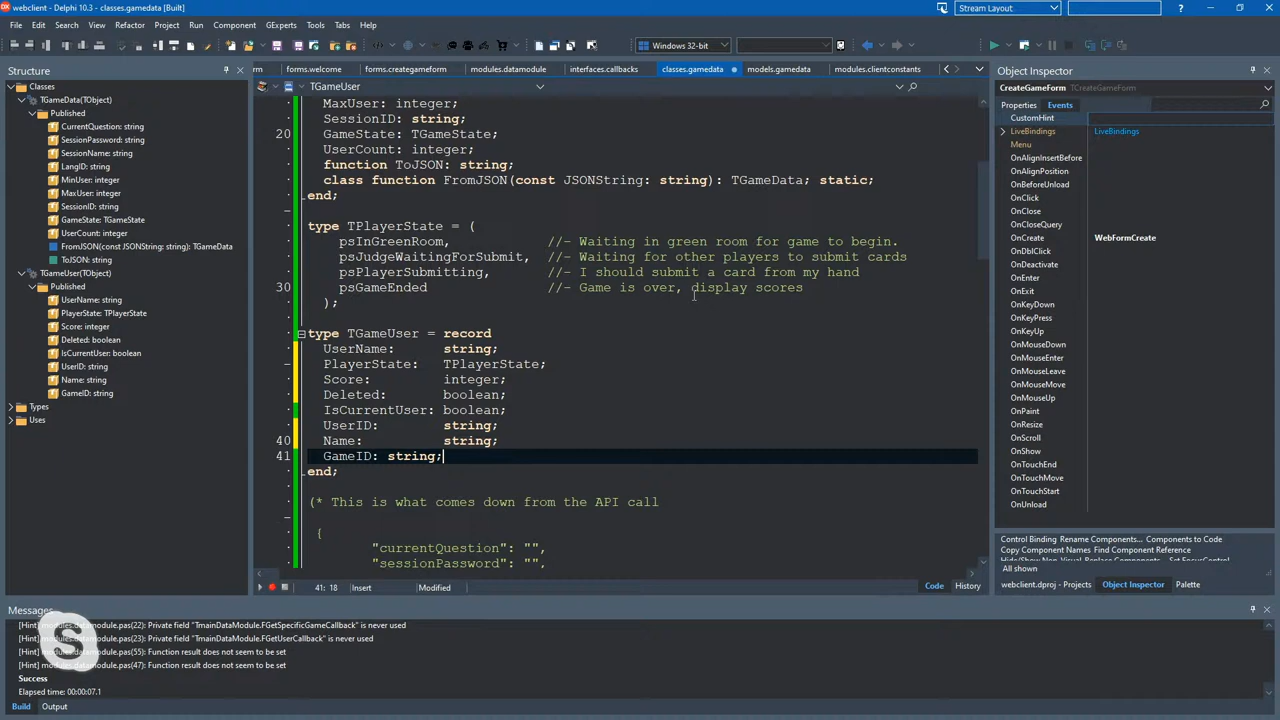 webclient - Delphi 10.3 - classes.gamedata [Built]
Stream Layout
File Edit Search View Refactor Project Run Component GExperts Tools Tabs Help
Windows 32-bit
Structure
Classes
TGameData(TObject)
Published
CurrentQuestion: string
SessionPassword: string
SessionName: string
LangID: string
MinUser: integer
MaxUser: integer
SessionID: string
GameState: TGameState
UserCount: integer
FromJSON(const JSONString: string): TGameData
ToJSON: string
TGameUser(TObject)
Published
UserName: string
PlayerState: TPlayerState
Score: integer
Deleted: boolean
IsCurrentUser: boolean
UserID: string
Name: string
GameID: string
Types
Uses
forms.welcome forms.creategameform modules.datamodule interfaces.callbacks classes.gamedata models.gamedata modules.clientconstants
TGameUser
MaxUser: integer;
SessionID: string;
20 GameState: TGameState;
UserCount: integer;
function ToJSON: string;
class function FromJSON(const JSONString: string): TGameData; static;
end;
type TPlayerState = (
psInGreenRoom, //- Waiting in green room for game to begin.
psJudgeWaitingForSubmit, //- Waiting for other players to submit cards
psPlayerSubmitting, //- I should submit a card from my hand
30 psGameEnded //- Game is over, display scores
);
type TGameUser = record
UserName: string;
PlayerState: TPlayerState;
Score: integer;
Deleted: boolean;
IsCurrentUser: boolean;
UserID: string;
40 Name: string;
41 GameID: string;
end;
(* This is what comes down from the API call
{
"currentQuestion": "",
"sessionPassword": "",
41: 18 Insert Modified Code History
Object Inspector
CreateGameForm TCreateGameForm
Properties Events
CustomHint
LiveBindings LiveBindings
Menu
OnAlignInsertBefore
OnAlignPosition
OnBeforeUnload
OnClick
OnClose
OnCloseQuery
OnCreate WebFormCreate
OnDeactivate
OnEnter
OnExit
OnKeyDown
OnKeyPress
OnKeyUp
OnMouseDown
OnMouseEnter
OnMouseLeave
OnMouseMove
OnMouseUp
OnPaint
OnResize
OnScroll
OnShow
OnTouchEnd
OnTouchMove
OnTouchStart
OnUnload
Control Binding Rename Components... Components to Code
Copy Component Names Find Component Reference
All shown
webclient.dproj - Projects Object Inspector Palette
Messages
[Hint] modules.datamodule.pas(22): Private field "TmainDataModule.FGetSpecificGameCallback" is never used
[Hint] modules.datamodule.pas(23): Private field "TmainDataModule.FGetUserCallback" is never used
[Hint] modules.datamodule.pas(55): Function result does not seem to be set
[Hint] modules.datamodule.pas(47): Function result does not seem to be set
Success
Elapsed time: 00:00:07.1
Build Output